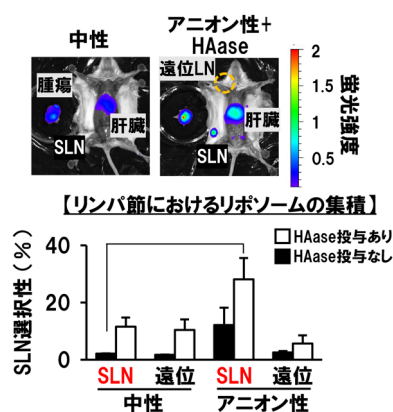 中性
アニオン性+
HAase
腫瘍
肝臓
SLN
遠位LN
肝臓
SLN
2
1.5
1
0.5
蛍光強度
【リンパ節におけるリポソームの集積】
SLN選択性(%)
40
20
0
HAase投与あり
HAase投与なし
SLN 遠位 SLN 遠位
中性 アニオン性